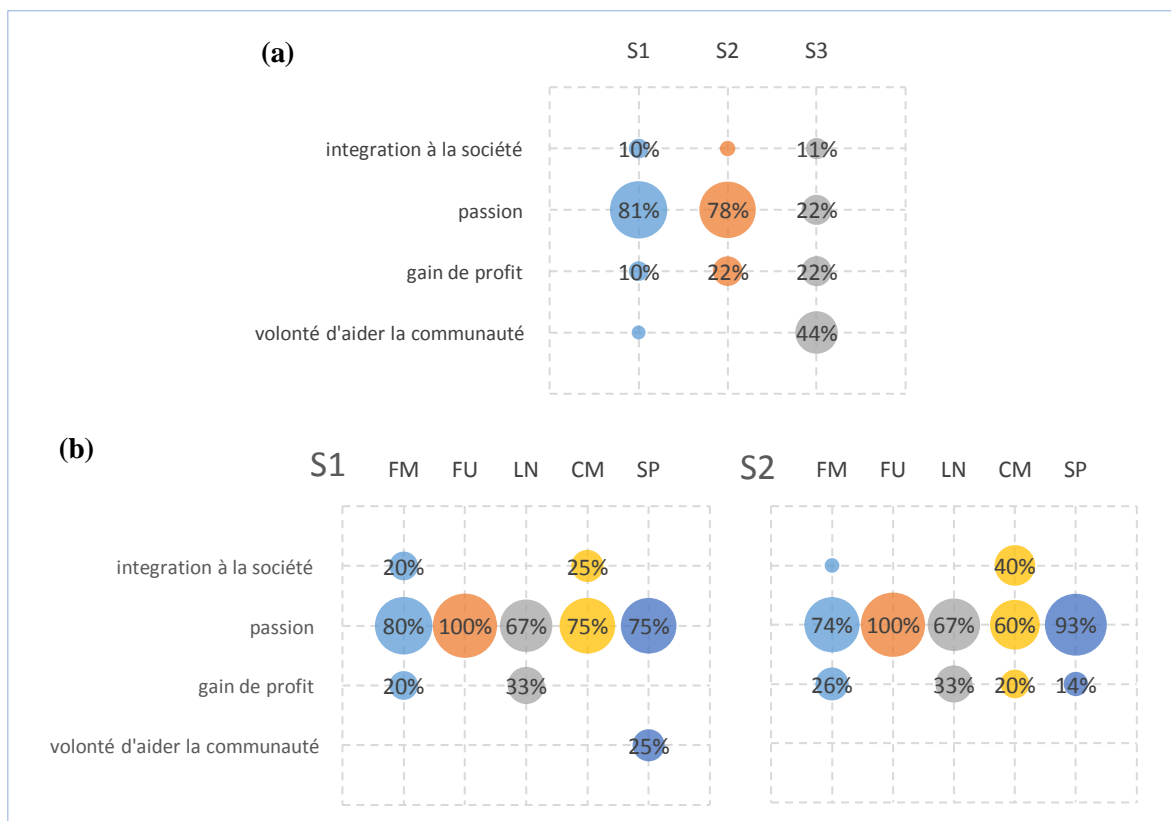 (a)
S1 S2 S3
integration à la société 10% 11%
passion 81% 78% 22%
gain de profit 10% 22% 22%
volonté d'aider la communauté 44%
(b)
S1 FM FU LN CM SP S2 FM FU LN CM SP
integration à la société 20% 25% 40%
passion 80% 100% 67% 75% 75% 74% 100% 67% 60% 93%
gain de profit 20% 33% 26% 33% 20% 14%
volonté d'aider la communauté 25%